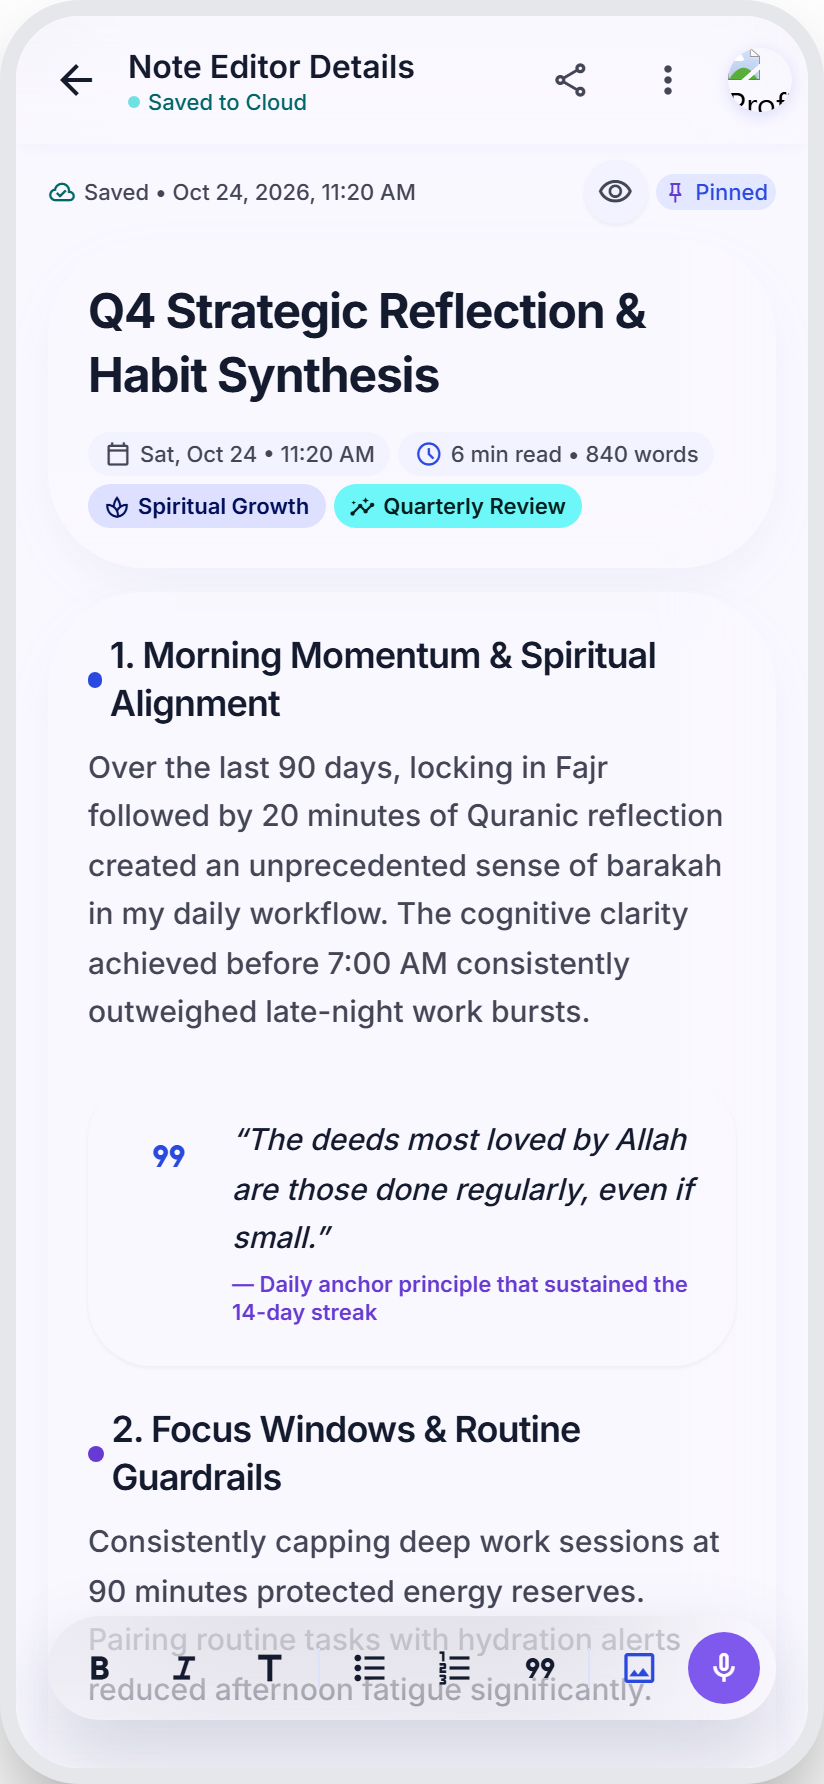 Note Editor Details
Saved to Cloud
Prof
Saved • Oct 24, 2026, 11:20 AM
Pinned
Q4 Strategic Reflection &
Habit Synthesis
Sat, Oct 24 • 11:20 AM
6 min read • 840 words
Spiritual Growth
Quarterly Review
1. Morning Momentum & Spiritual
Alignment
Over the last 90 days, locking in Fajr
followed by 20 minutes of Quranic reflection
created an unprecedented sense of barakah
in my daily workflow. The cognitive clarity
achieved before 7:00 AM consistently
outweighed late-night work bursts.
“The deeds most loved by Allah
are those done regularly, even if
small.”
— Daily anchor principle that sustained the
14-day streak
2. Focus Windows & Routine
Guardrails
Consistently capping deep work sessions at
90 minutes protected energy reserves.
Pairing routine tasks with hydration alerts
reduced afternoon fatigue significantly.